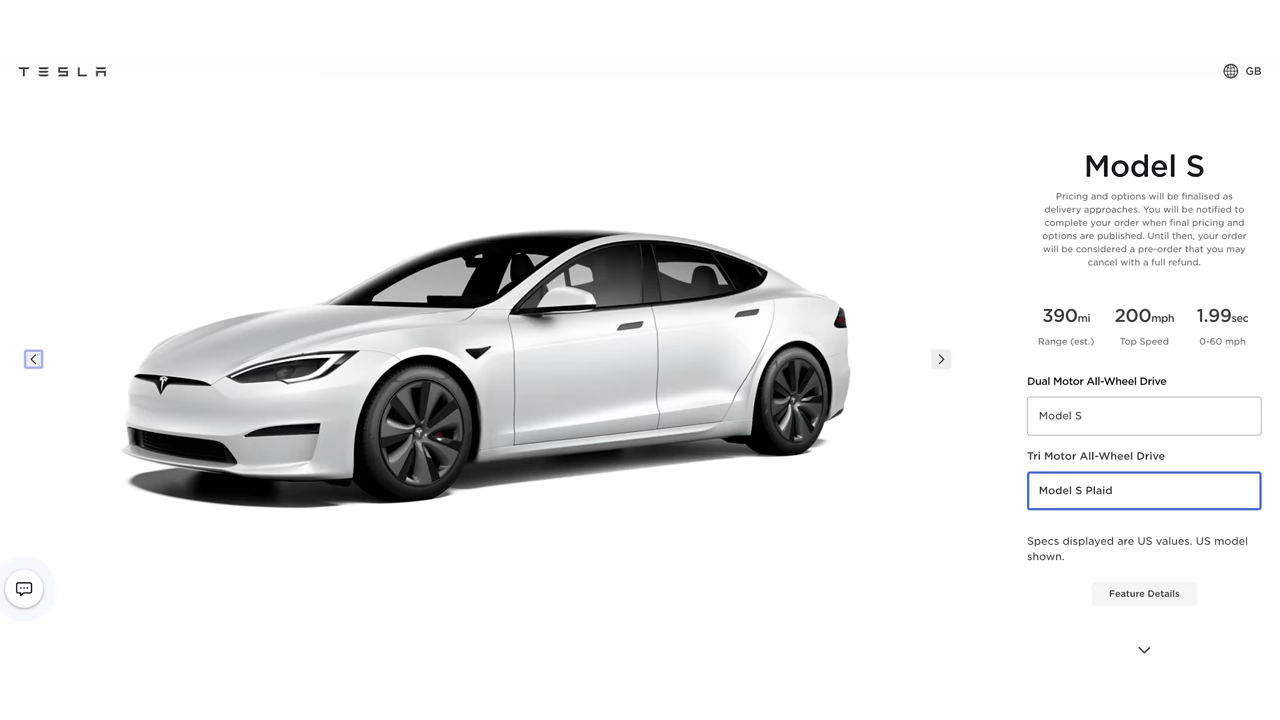 TESLA
GB
Model S
Pricing and options will be finalised as
delivery approaches. You will be notified to
complete your order when final pricing and
options are published. Until then, your order
will be considered a pre-order that you may
cancel with a full refund.
390mi 200mph 1.99sec
Range (est.) Top Speed 0-60 mph
Dual Motor All-Wheel Drive
Model S
Tri Motor All-Wheel Drive
Model S Plaid
Specs displayed are US values. US model
shown.
Feature Details